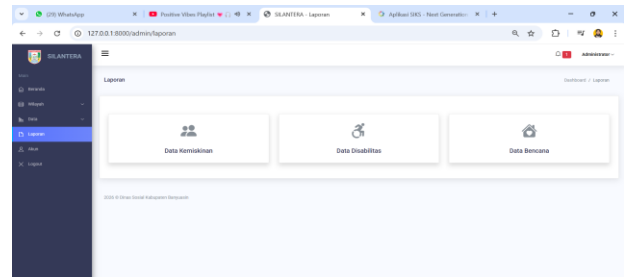 (29) WhatsApp
Positive Vibes Playlist
SILANTERA - Laporan
Aplikasi SIKS - Next Generation
127.0.0.1:8000/admin/laporan
SILANTERA
1
Administrator
Main
Beranda
Wilayah
Data
Laporan
Akun
Logout
Laporan
Dashboard / Laporan
Data Kemiskinan
Data Disabilitas
Data Bencana
2024 © Dinas Sosial Kabupaten